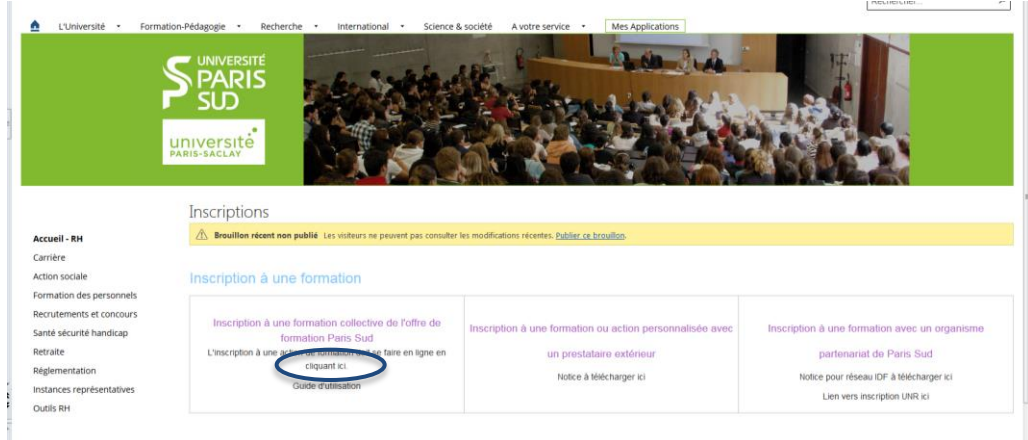 Rechercher...
L'Université Formation-Pédagogie Recherche International Science & société A votre service Mes Applications
UNIVERSITÉ
PARIS
SUD
université
PARIS-SACLAY
Inscriptions
Brouillon récent non publié Les visiteurs ne peuvent pas consulter les modifications récentes. Publier ce brouillon.
Accueil - RH
Carrière
Action sociale
Formation des personnels
Recrutements et concours
Santé sécurité handicap
Retraite
Réglementation
Instances représentatives
Outils RH
Inscription à une formation
Inscription à une formation collective de l'offre de
formation Paris Sud
L'inscription à une action de formation doit se faire en ligne en
cliquant ici.
Guide d'utilisation
Inscription à une formation ou action personnalisée avec
un prestataire extérieur
Notice à télécharger ici
Inscription à une formation avec un organisme
partenariat de Paris Sud
Notice pour réseau IDF à télécharger ici
Lien vers inscription UNR ici